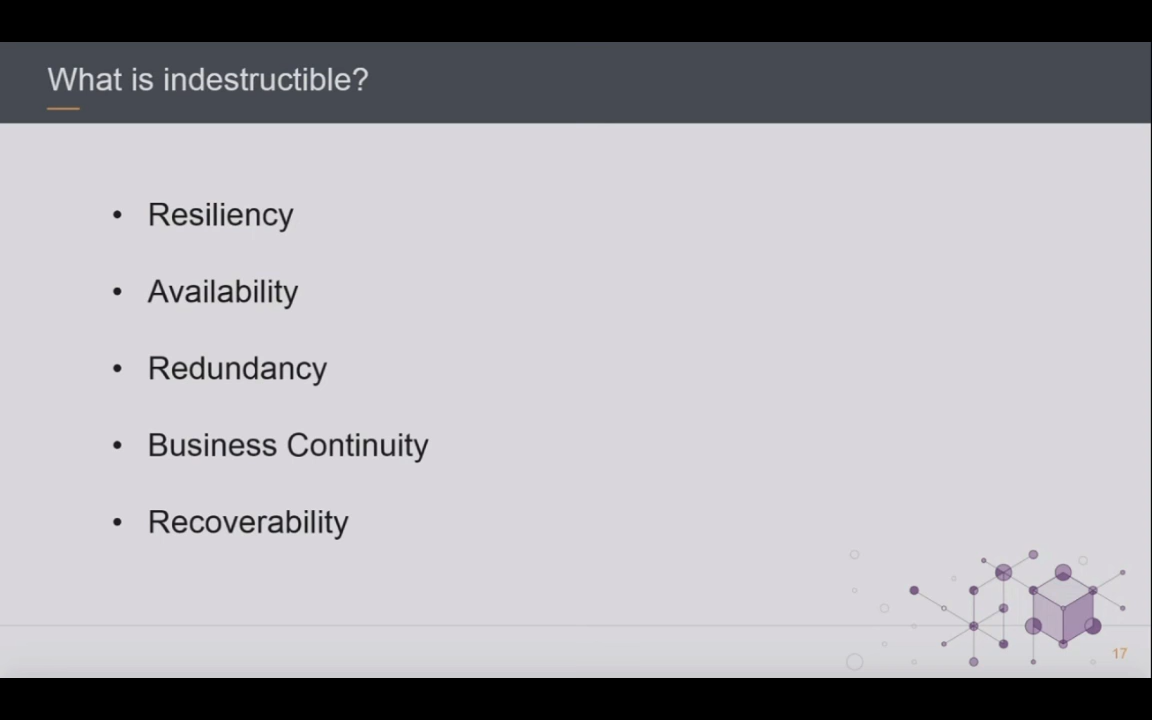 What is indestructible?
• Resiliency
• Availability
• Redundancy
• Business Continuity
• Recoverability
17